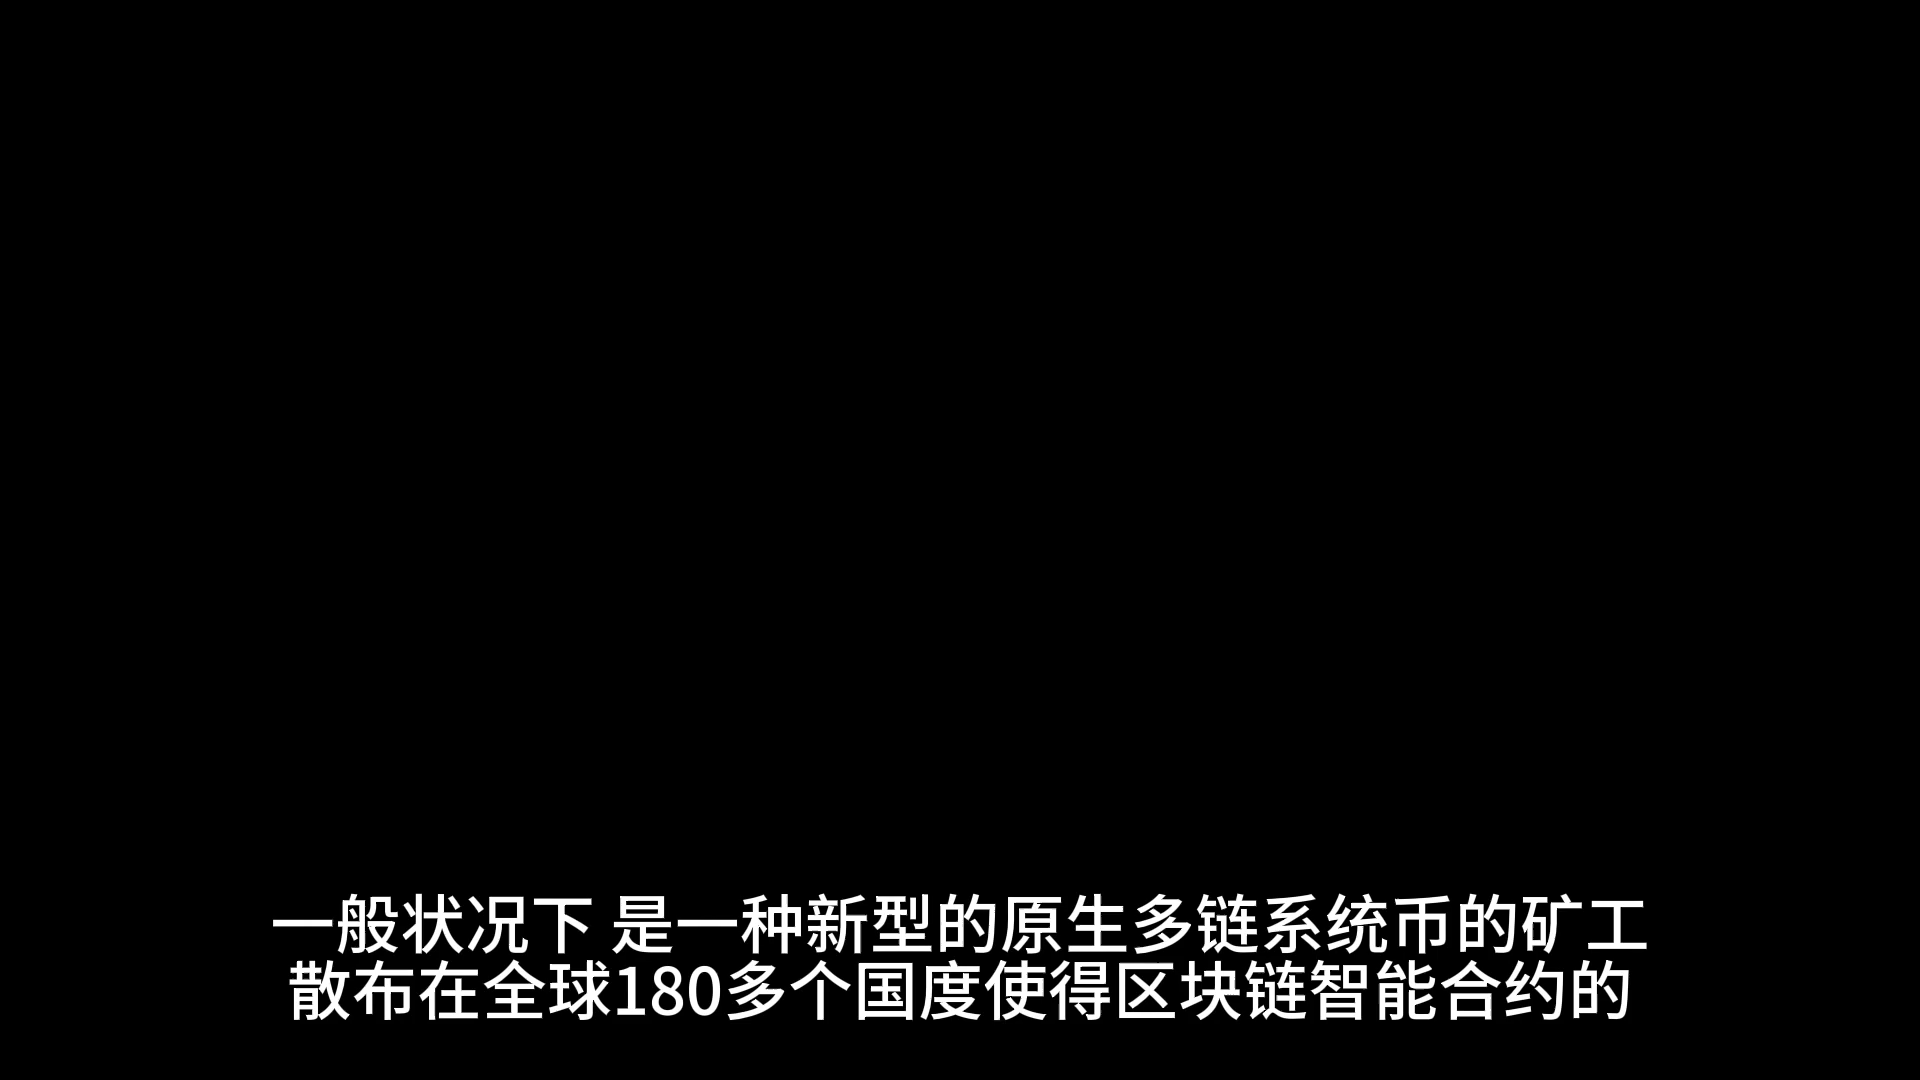 一般状况下 是一种新型的原生多链系统币的矿工
散布在全球180多个国度使得区块链智能合约的